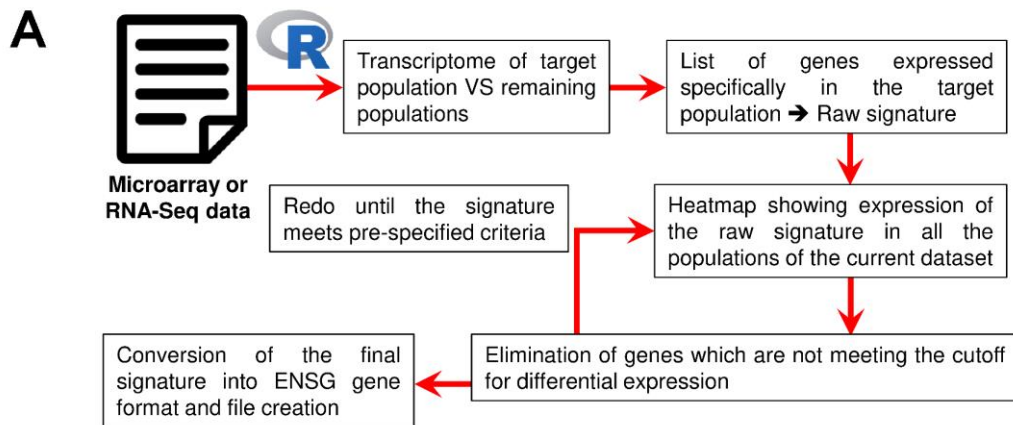 A
R
Transcriptome of target
population VS remaining
populations
List of genes expressed
specifically in the target
population ➔ Raw signature
Microarray or
RNA-Seq data
Redo until the signature
meets pre-specified criteria
Heatmap showing expression of
the raw signature in all the
populations of the current dataset
Conversion of the final
signature into ENSG gene
format and file creation
Elimination of genes which are not meeting the cutoff
for differential expression